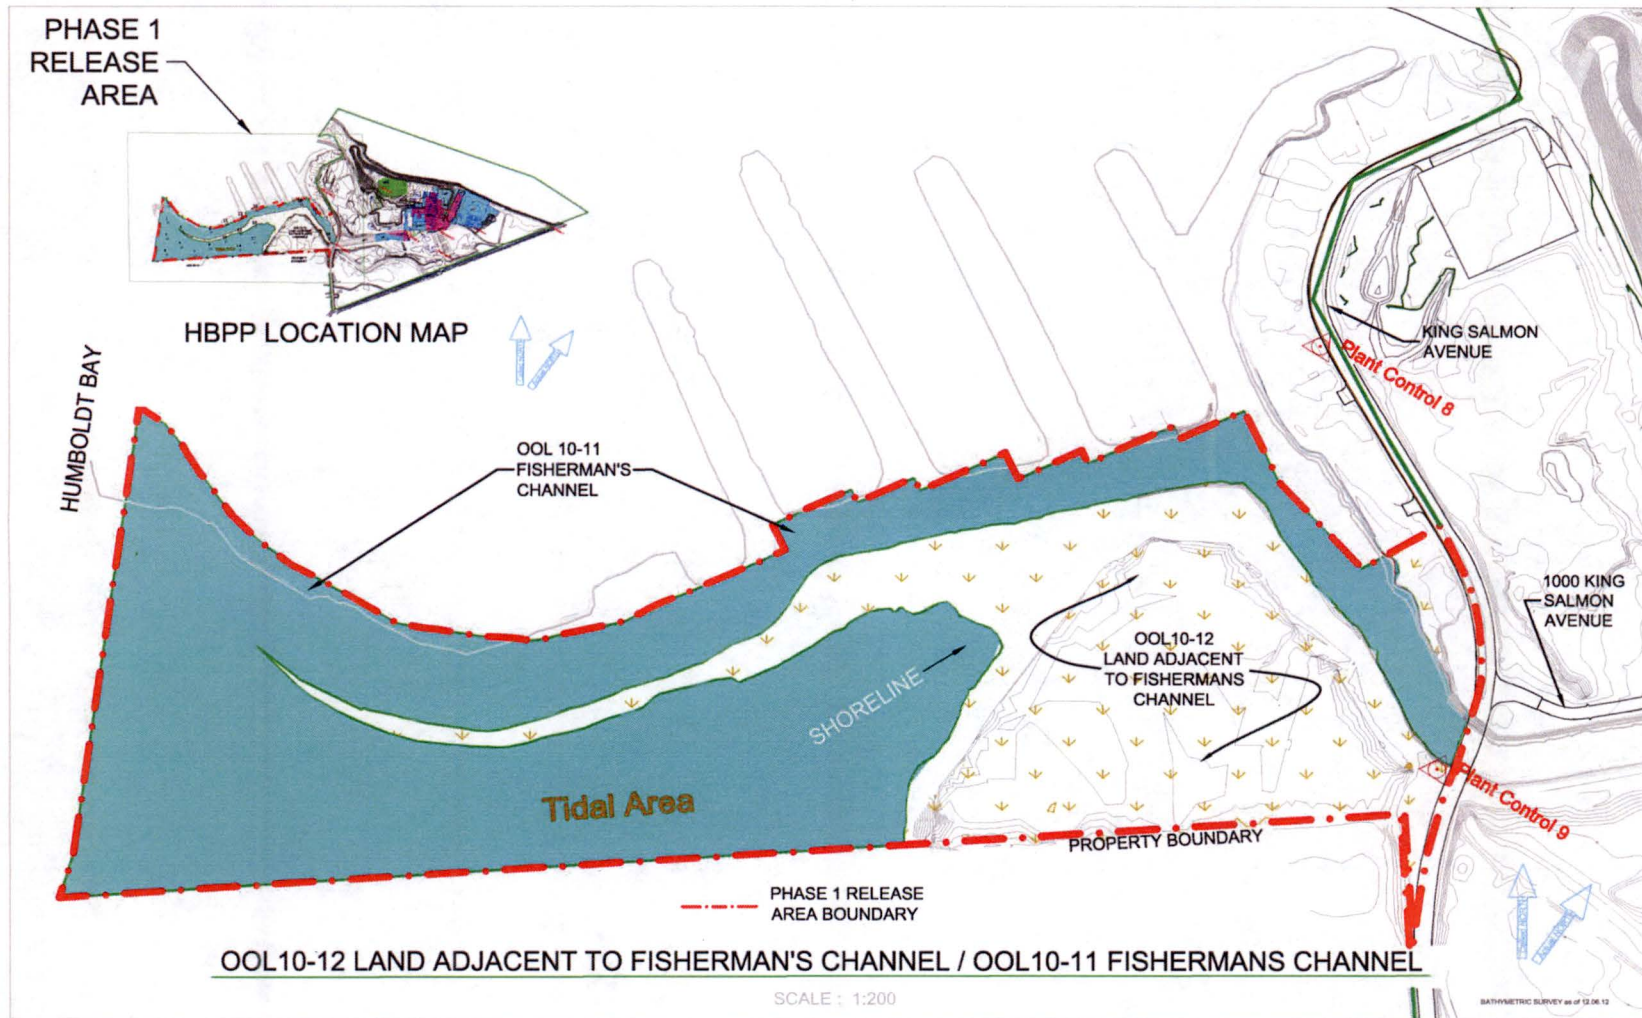 PHASE 1
RELEASE
AREA
HBPP LOCATION MAP
HUMBOLDT BAY
OOL 10-11
FISHERMAN'S
CHANNEL
KING SALMON
AVENUE
Plant Control 8
1000 KING
SALMON
AVENUE
OOL10-12
LAND ADJACENT
TO FISHERMANS
CHANNEL
SHORELINE
Tidal Area
Plant Control 9
PROPERTY BOUNDARY
PHASE 1 RELEASE
AREA BOUNDARY
OOL10-12 LAND ADJACENT TO FISHERMAN'S CHANNEL / OOL10-11 FISHERMANS CHANNEL
SCALE : 1:200
BATHYMETRIC SURVEY as of 12.06.12